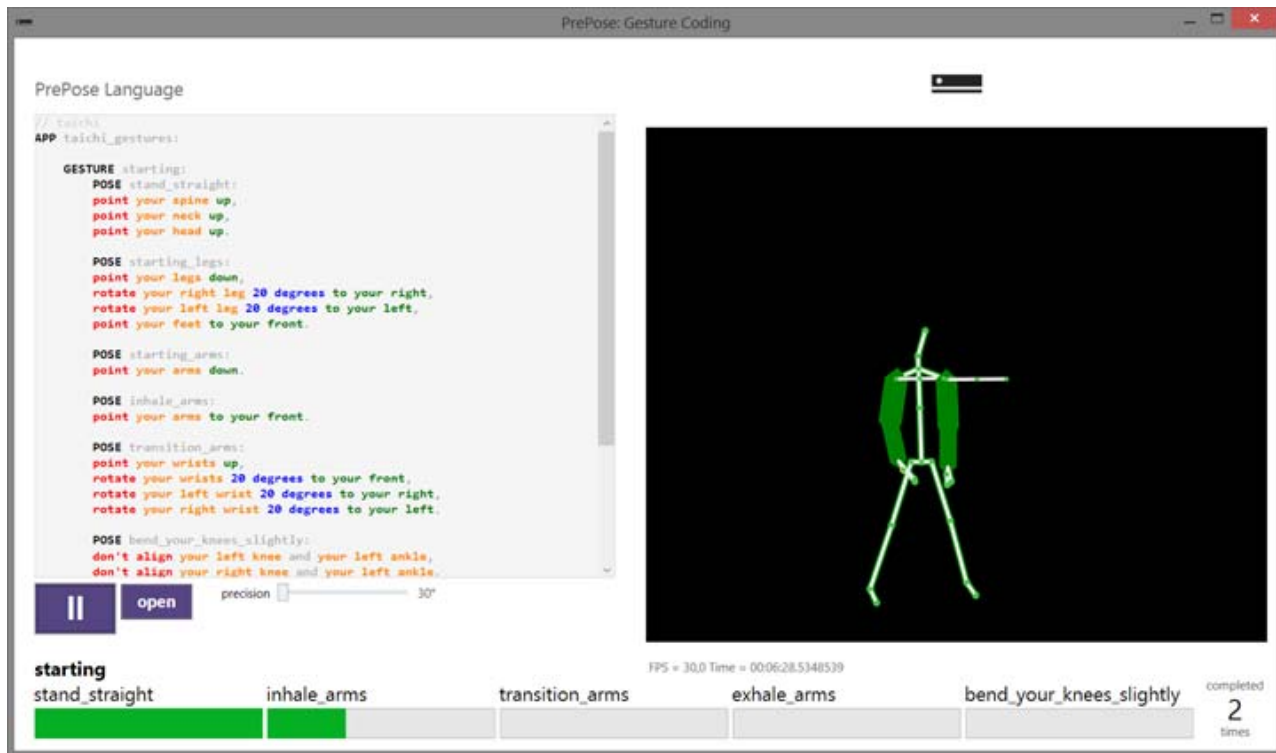 PrePose: Gesture Coding
PrePose Language
// taichi
APP taichi_gestures:
GESTURE starting:
POSE stand_straight:
point your spine up,
point your neck up,
point your head up.
POSE starting_legs:
point your legs down,
rotate your right leg 20 degrees to your right,
rotate your left leg 20 degrees to your left,
point your feet to your front.
POSE starting_arms:
point your arms down.
POSE inhale_arms:
point your arms to your front.
POSE transition_arms:
point your wrists up,
rotate your wrists 20 degrees to your front,
rotate your left wrist 20 degrees to your right,
rotate your right wrist 20 degrees to your left.
POSE bend_your_knees_slightly:
don't align your left knee and your left ankle,
don't align your right knee and your left ankle.
open
precision 30°
FPS = 30,0 Time = 00:06:28.5348539
starting
stand_straight
inhale_arms
transition_arms
exhale_arms
bend_your_knees_slightly
completed
2
times